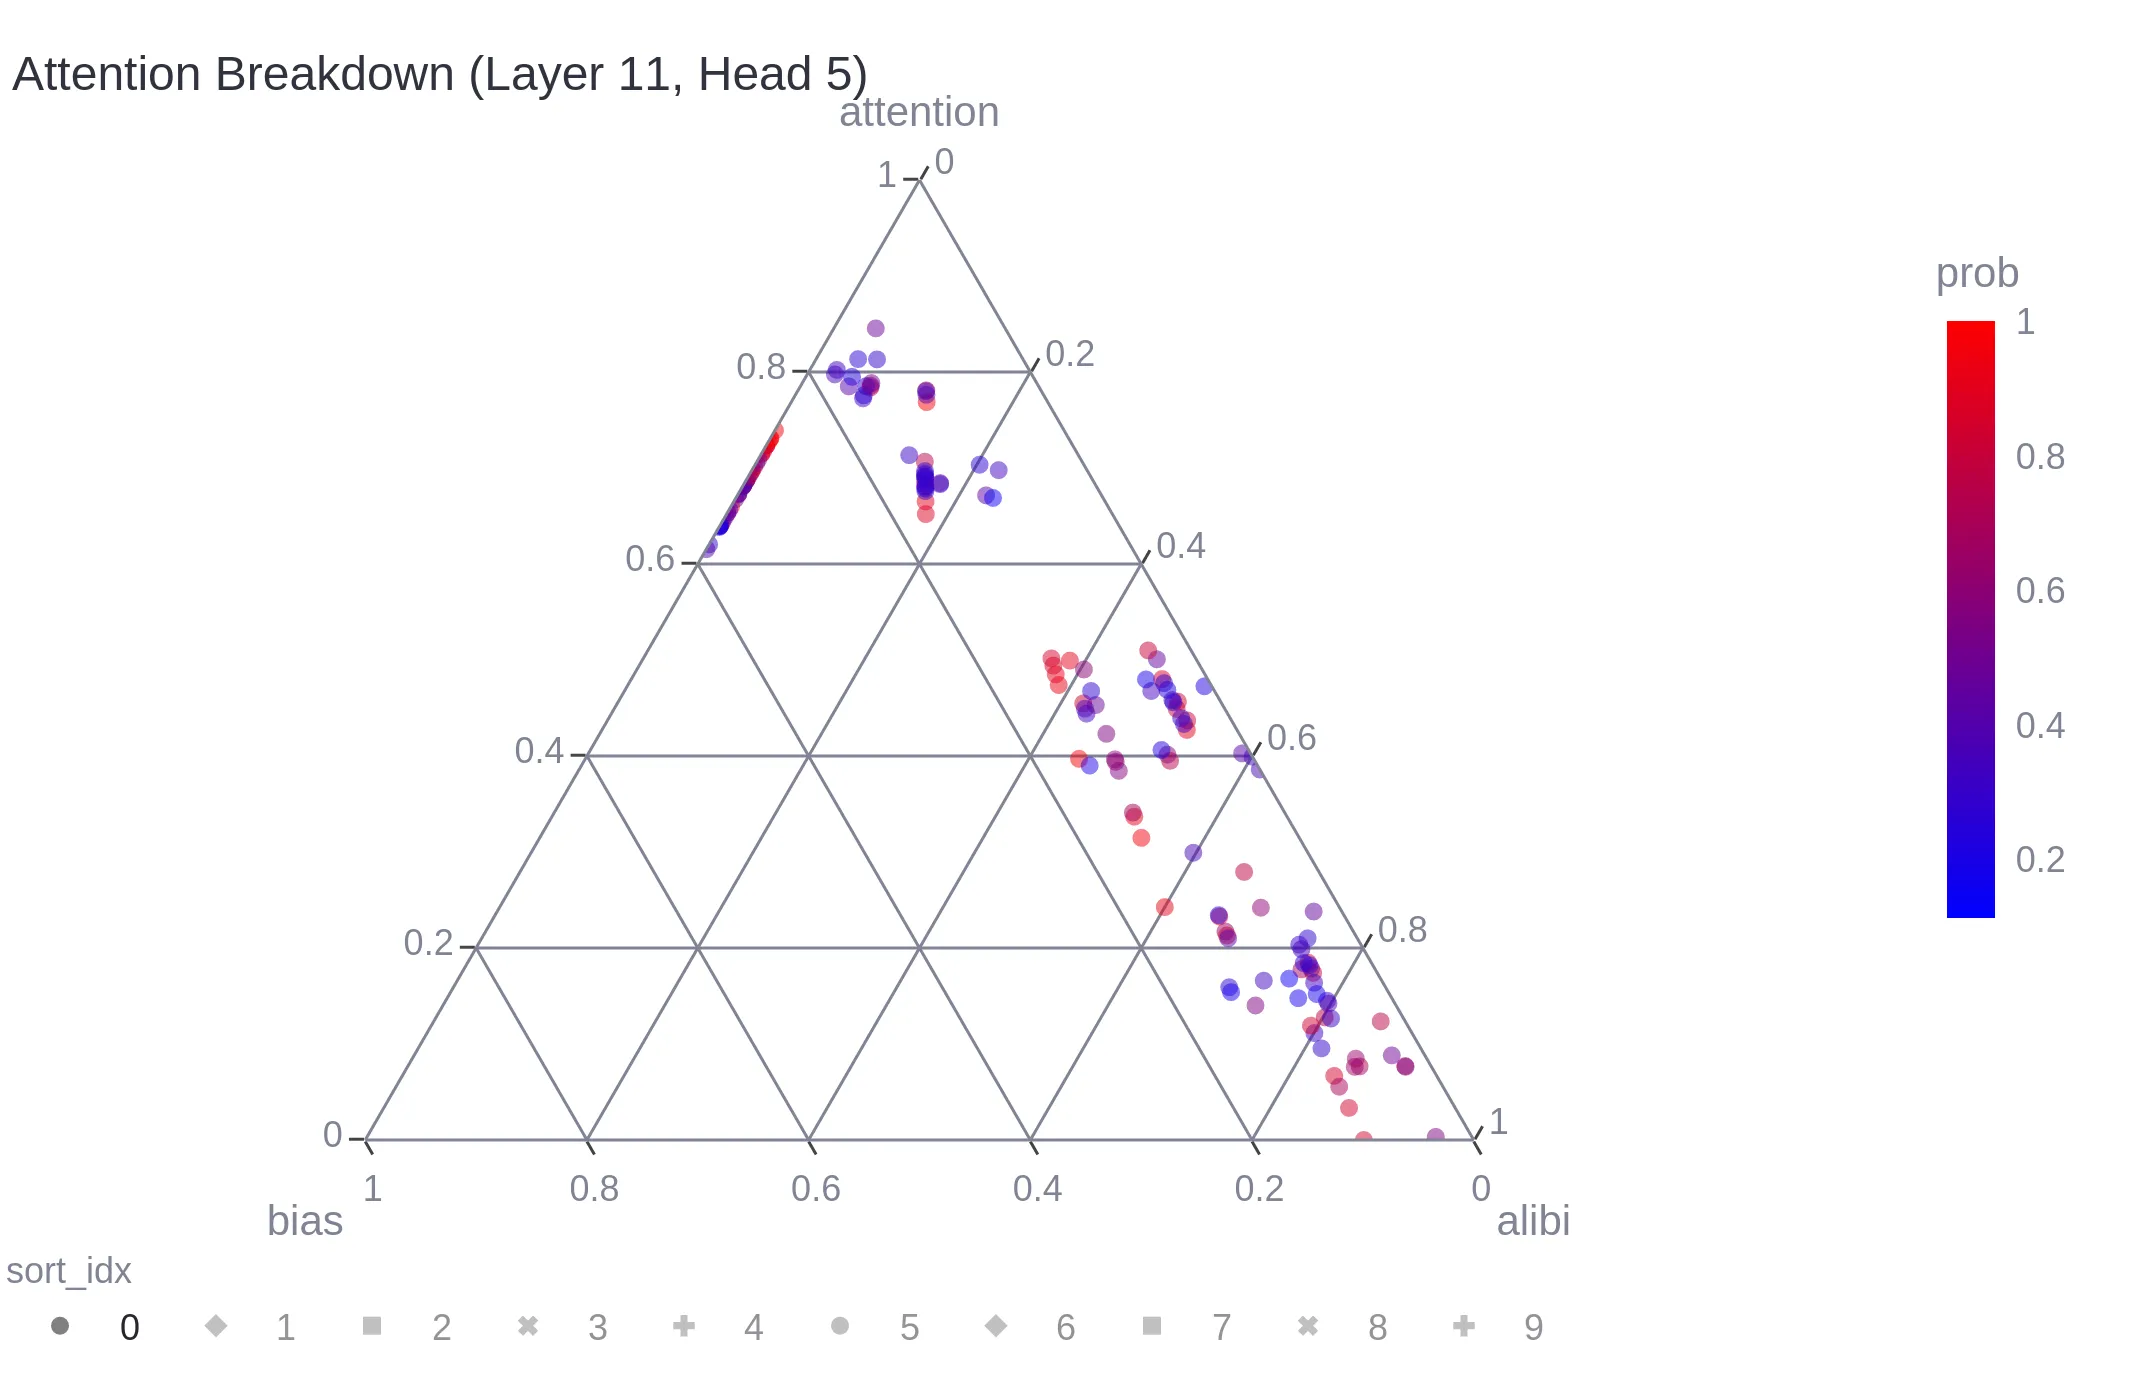 Attention Breakdown (Layer 11, Head 5)
attention
1 0
prob
1
0.8 0.2
0.8
0.6 0.4
0.6
0.4 0.6
0.4
0.2
0.2 0.8
0 1
1 0.8 0.6 0.4 0.2 0
bias alibi
sort_idx
0 1 2 3 4 5 6 7 8 9